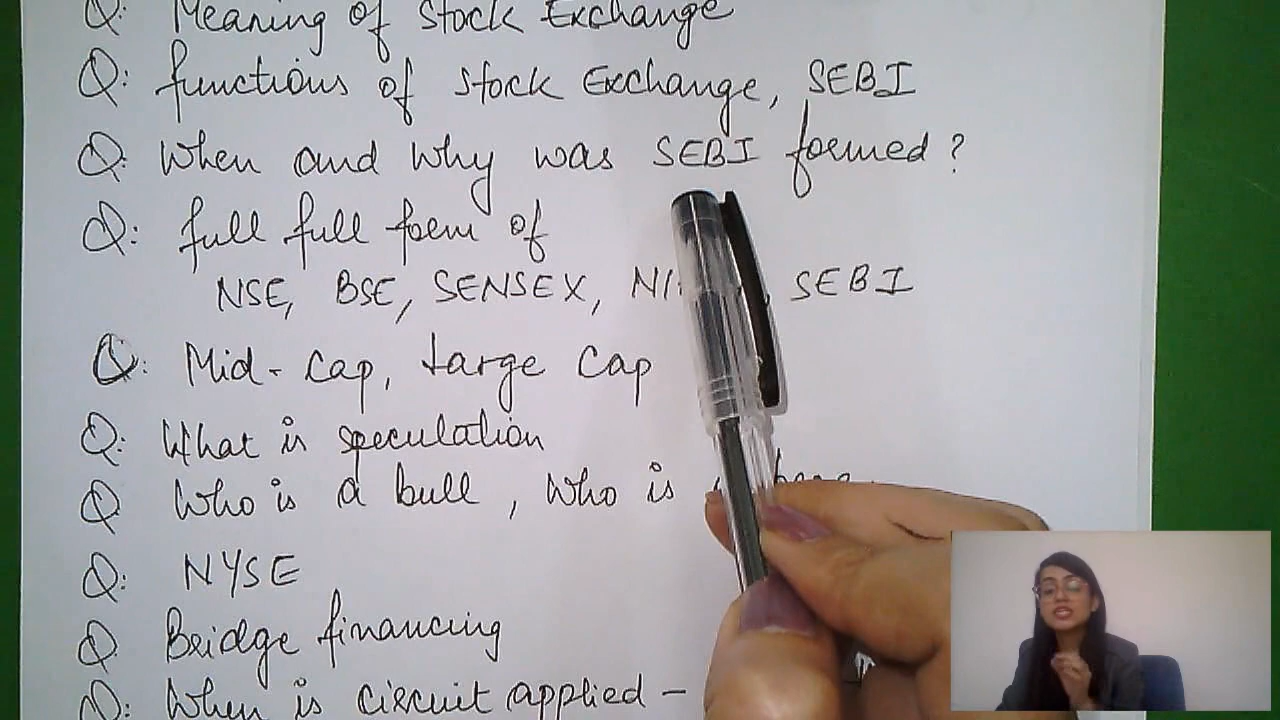 Q: Meaning of Stock Exchange
Q: functions of Stock Exchange, SEBI
Q: When and Why was SEBI formed?
Q: full full form of
NSE, BSE, SENSEX, SEBI
Q: Mid-Cap, Large Cap
Q: What is speculation
Q Who is a bull, Who is
Q: NYSE
Q Bridge financing
Q: When is circuit applied -